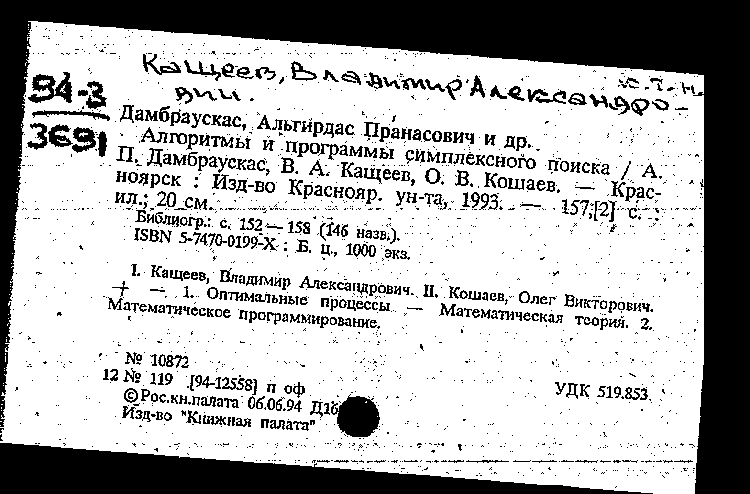 Кащеев, Владимир Александро-
вич.
94-3
3691
Дамбраускас, Альгирдас Пранасович и др.
Алгоритмы и программы симплексного поиска / А.
П. Дамбраускас, В. А. Кащеев, О. В. Кошаев. — Крас-
ноярск : Изд-во Краснояр. ун-та, 1993. — 157,[2] с. :
ил.; 20 см.
Библиогр.: с. 152—158 (146 назв.).
ISBN 5-7470-0199-X : Б. ц., 1000 экз.
I. Кащеев, Владимир Александрович. II. Кошаев, Олег Викторович.
— 1. Оптимальные процессы — Математическая теория. 2.
Математическое программирование.
№ 10872
12 № 119 [94-12558] п оф
УДК 519.853
©Рос.кн.палата 06.06.94 Д16
Изд-во "Книжная палата"